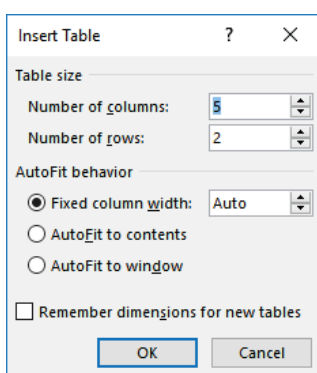 Insert Table ?
Table size
Number of columns: 5
Number of rows: 2
AutoFit behavior
Fixed column width: Auto
AutoFit to contents
AutoFit to window
Remember dimensions for new tables
OK Cancel